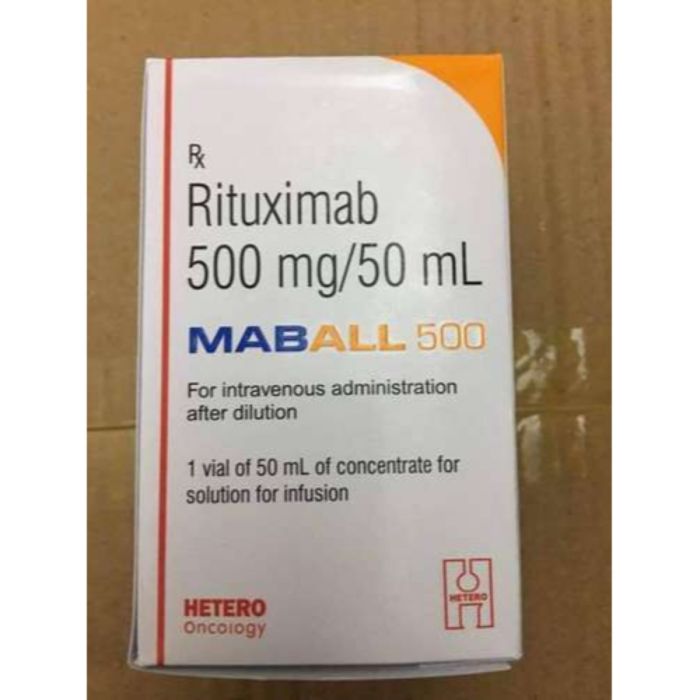 Rx
Rituximab
500 mg/50 mL
MABALL 500
For intravenous administration
after dilution
1 vial of 50 mL of concentrate for
solution for infusion
HETERO
Oncology
HETERO